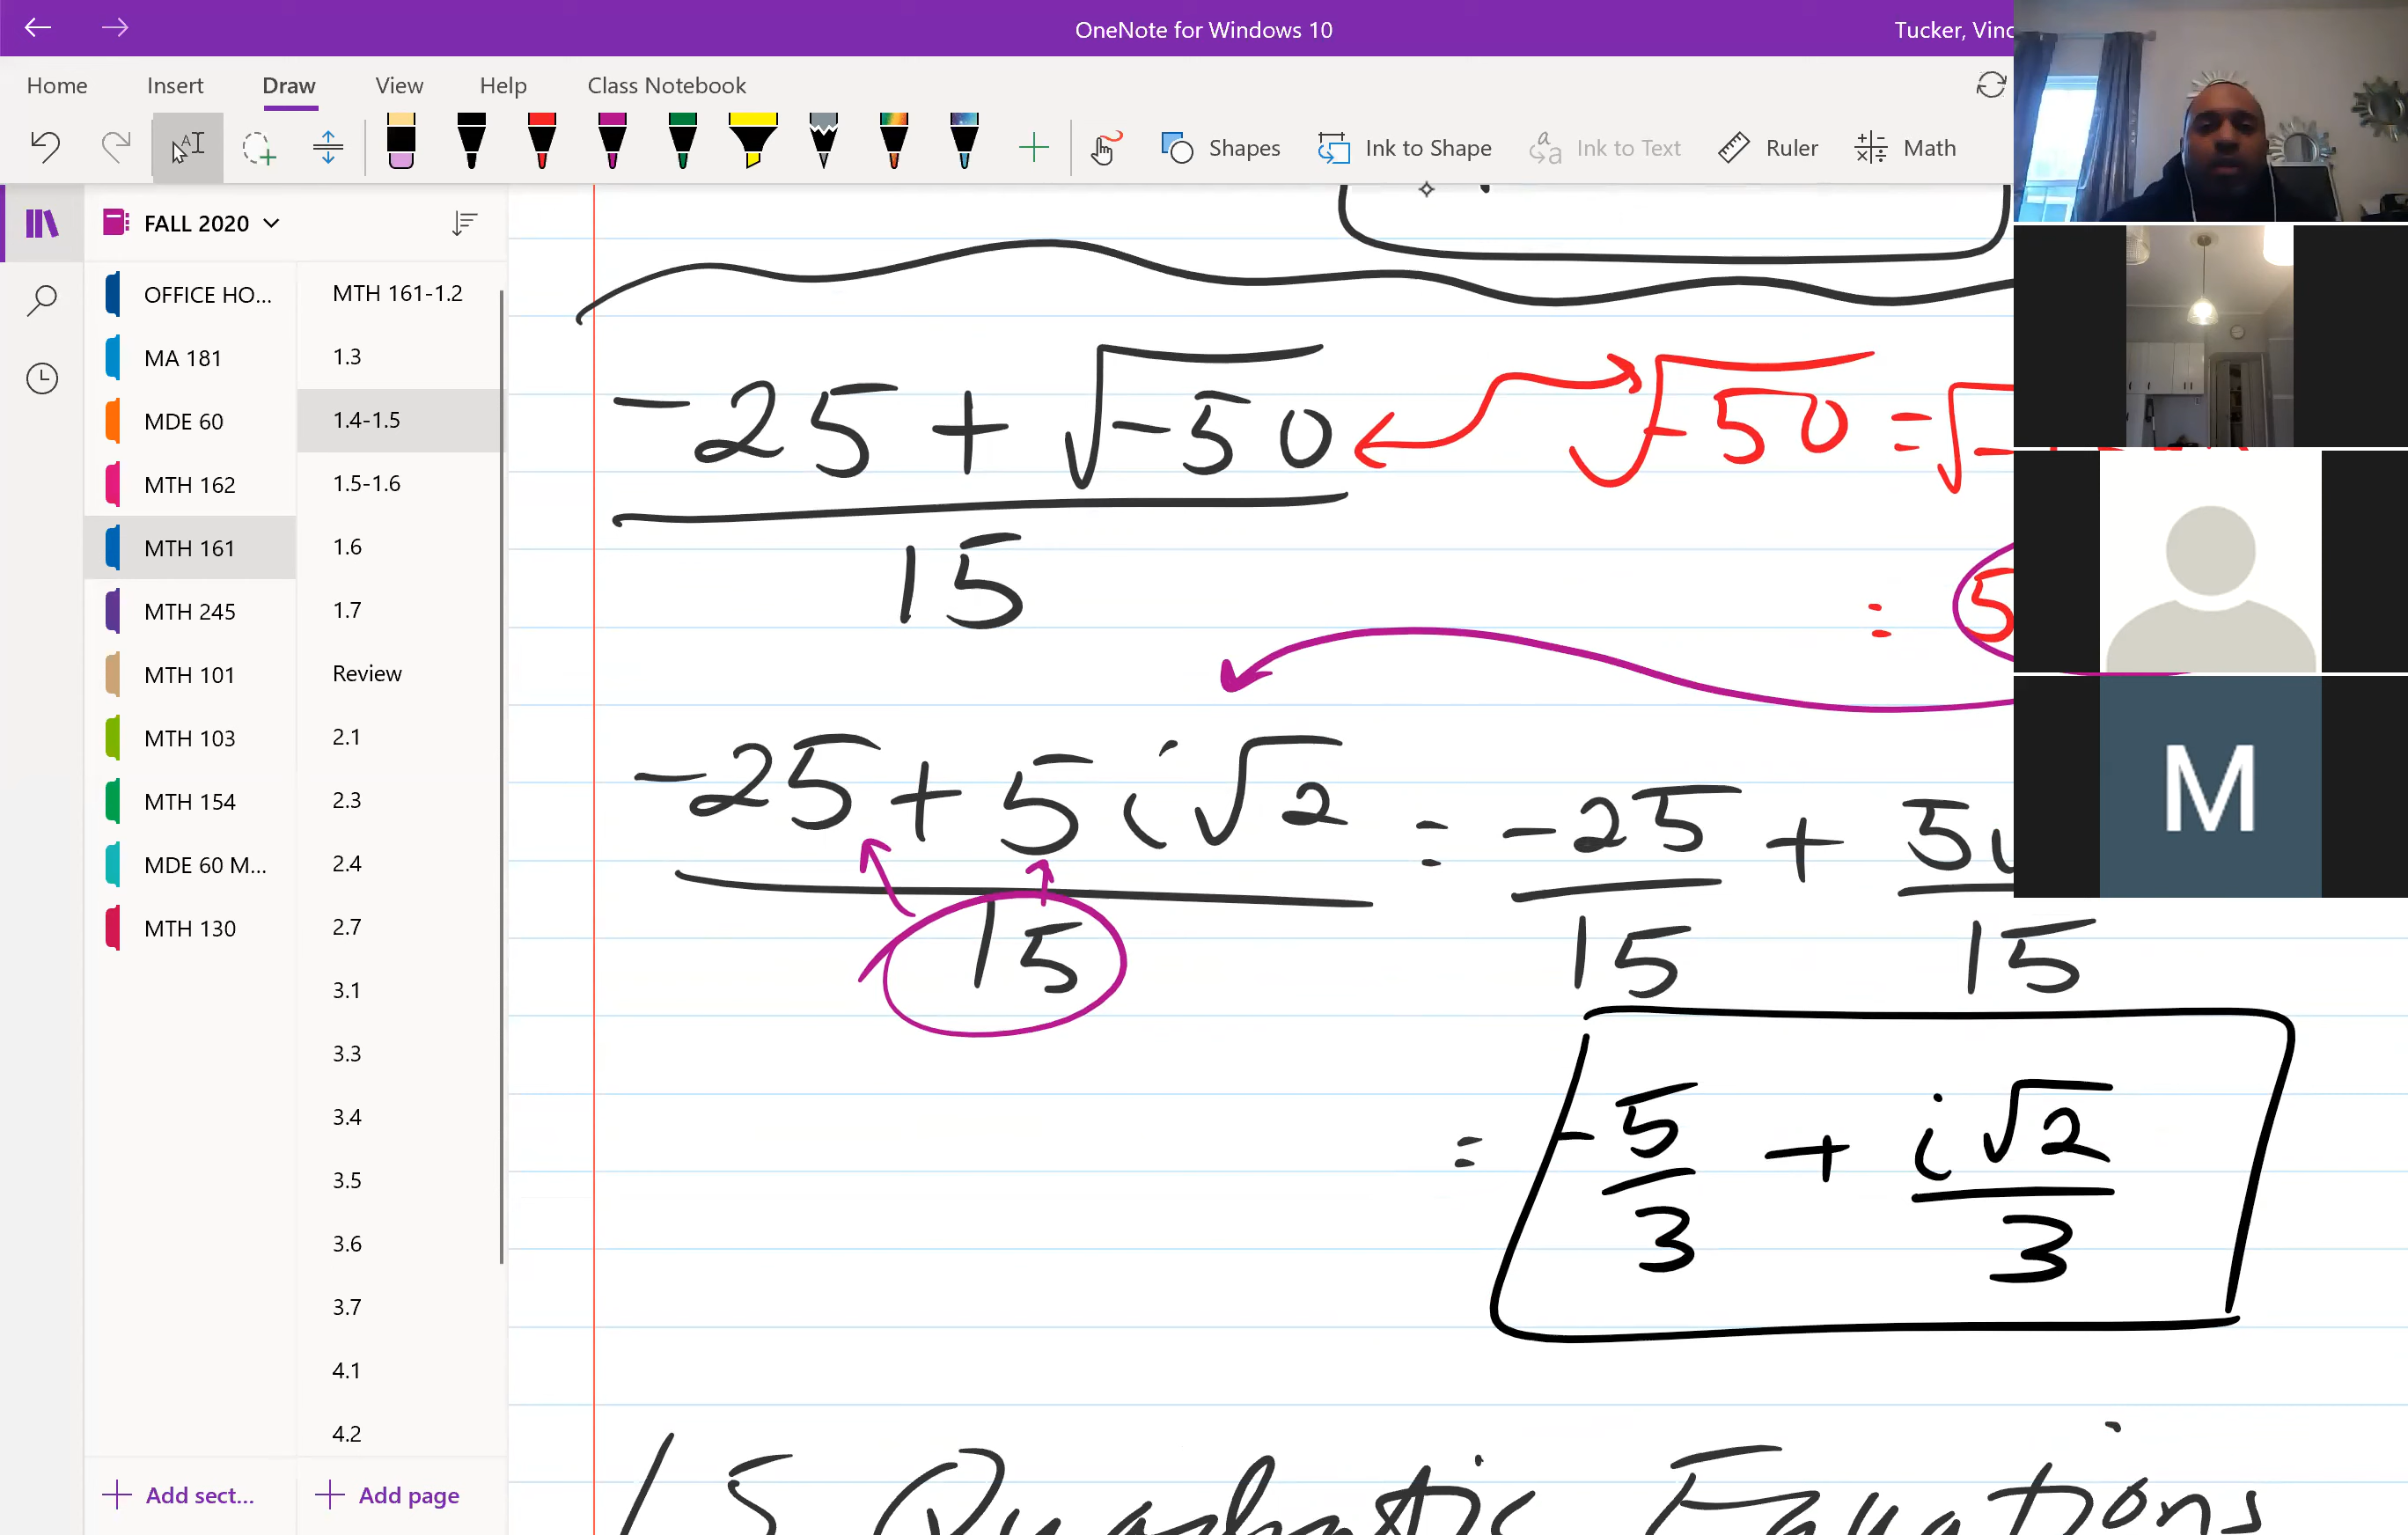 OneNote for Windows 10
Tucker, Vinc
Home Insert Draw View Help Class Notebook
Shapes Ink to Shape Ink to Text Ruler Math
FALL 2020
OFFICE HO...
MA 181
MDE 60
MTH 162
MTH 161
MTH 245
MTH 101
MTH 103
MTH 154
MDE 60 M...
MTH 130
Add sect...
MTH 161-1.2
1.3
1.4-1.5
1.5-1.6
1.6
1.7
Review
2.1
2.3
2.4
2.7
3.1
3.3
3.4
3.5
3.6
3.7
4.1
4.2
Add page
-25 + √-50
15
√-50 = √-
= 5
-25 + 5i√2 = -25 + 5i
15 15 15
= -5 + i√2
3 3
1.5 Quadratic Equations
M